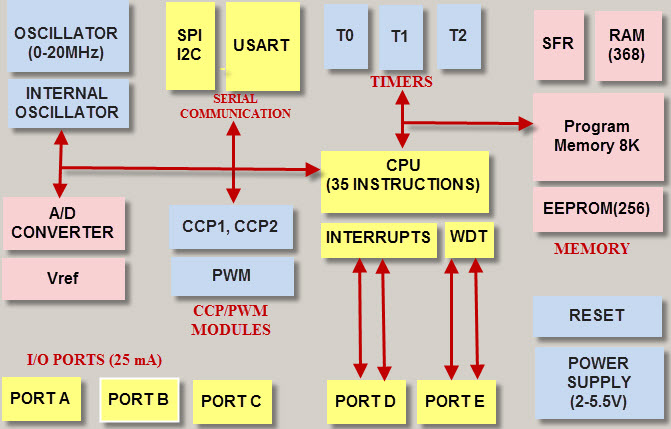 OSCILLATOR
(0-20MHz)
INTERNAL
OSCILLATOR
SPI
I2C
USART
SERIAL
COMMUNICATION
T0
T1
T2
TIMERS
SFR
RAM
(368)
Program
Memory 8K
EEPROM(256)
MEMORY
CPU
(35 INSTRUCTIONS)
A/D
CONVERTER
Vref
CCP1, CCP2
PWM
CCP/PWM
MODULES
INTERRUPTS
WDT
RESET
POWER
SUPPLY
(2-5.5V)
I/O PORTS (25 mA)
PORT A
PORT B
PORT C
PORT D
PORT E